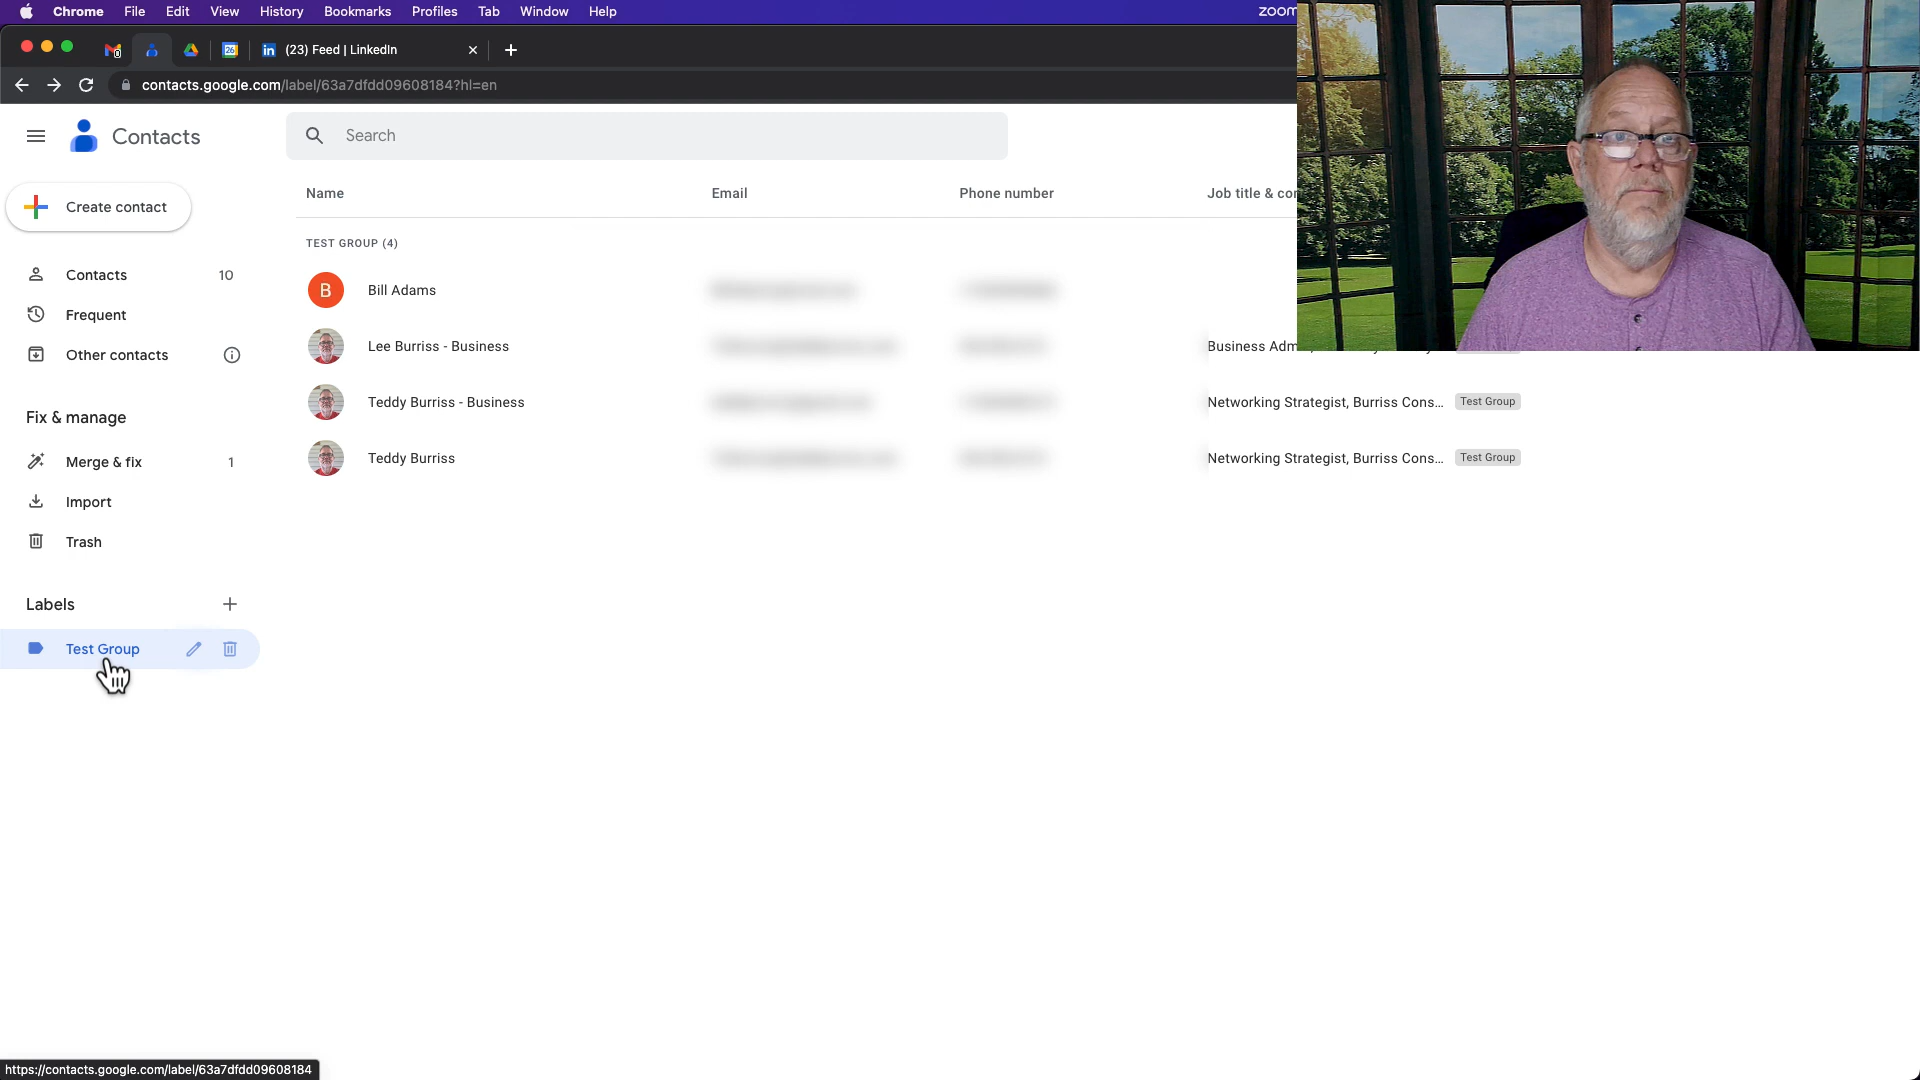 Chrome File Edit View History Bookmarks Profiles Tab Window Help
zoom
(23) Feed | LinkedIn
contacts.google.com/label/63a7dfdd09608184?hl=en
Contacts
Search
Create contact
Name Email Phone number
Job title &
TEST GROUP (4)
Contacts 10
Bill Adams
Frequent
Lee Burriss - Business
Business
Other contacts
Teddy Burriss - Business
Networking Strategist, Burriss Cons... Test Group
Fix & manage
Teddy Burriss
Networking Strategist, Burriss Cons... Test Group
Merge & fix 1
Import
Trash
Labels
Test Group
https://contacts.google.com/label/63a7dfdd09608184